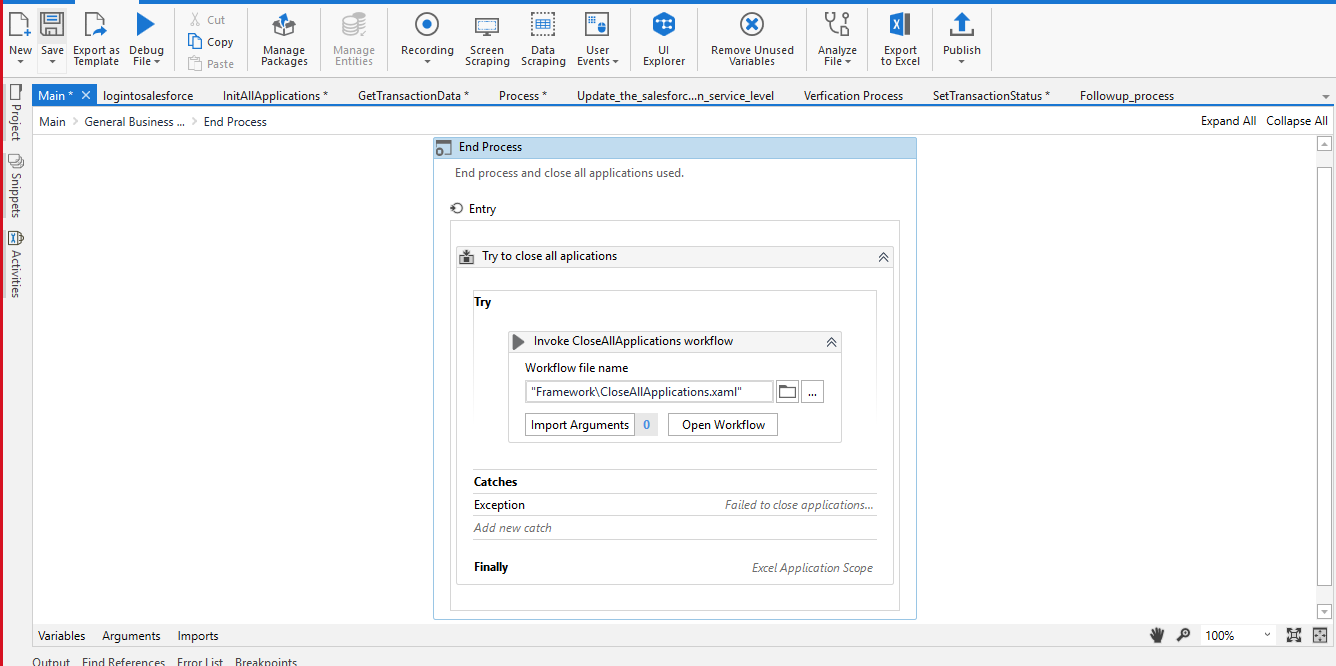 New Save Export as Template Debug File Cut Copy Paste Manage Packages Manage Entities Recording Screen Scraping Data Scraping User Events UI Explorer Remove Unused Variables Analyze File Export to Excel Publish
Main * logintosalesforce InitAllApplications * GetTransactionData * Process * Update_the_salesforc...n_service_level Verfication Process SetTransactionStatus * Followup_process
Main General Business ... End Process Expand All Collapse All
Project
Snippets
Activities
End Process
End process and close all applications used.
Entry
Try to close all aplications
Try
Invoke CloseAllApplications workflow
Workflow file name
"Framework\CloseAllApplications.xaml" ...
Import Arguments 0 Open Workflow
Catches
Exception Failed to close applications...
Add new catch
Finally Excel Application Scope
Variables Arguments Imports 100%
Output Find References Error List Breakpoints